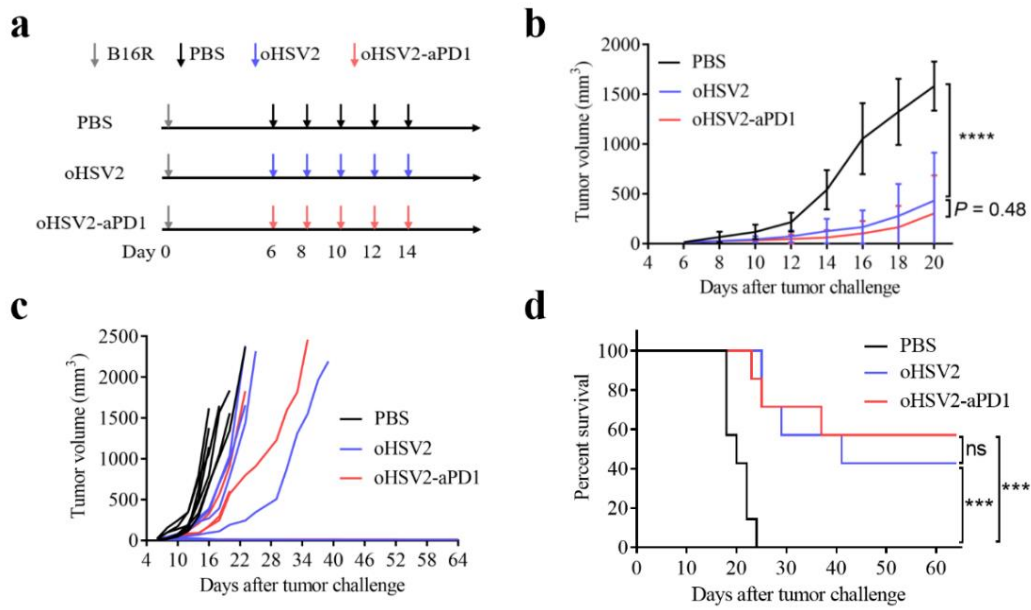 a
B16R PBS oHSV2 oHSV2-aPD1
PBS
oHSV2
oHSV2-aPD1
Day 0 6 8 10 12 14
b
2000
1500
1000
500
0
Tumor volume (mm³)
PBS
oHSV2
oHSV2-aPD1
****
P = 0.48
4 6 8 10 12 14 16 18 20
Days after tumor challenge
c
2500
2000
1500
1000
500
0
Tumor volume (mm³)
PBS
oHSV2
oHSV2-aPD1
4 10 16 22 28 34 40 46 52 58 64
Days after tumor challenge
d
100
80
60
40
20
0
Percent survival
PBS
oHSV2
oHSV2-aPD1
ns
***
***
0 10 20 30 40 50 60
Days after tumor challenge